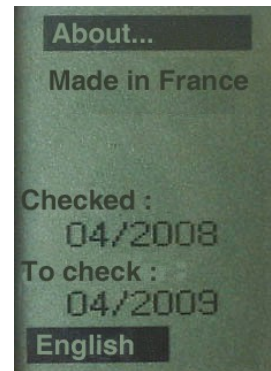 About...
Made in France
Checked :
04/2008
To check :
04/2009
English